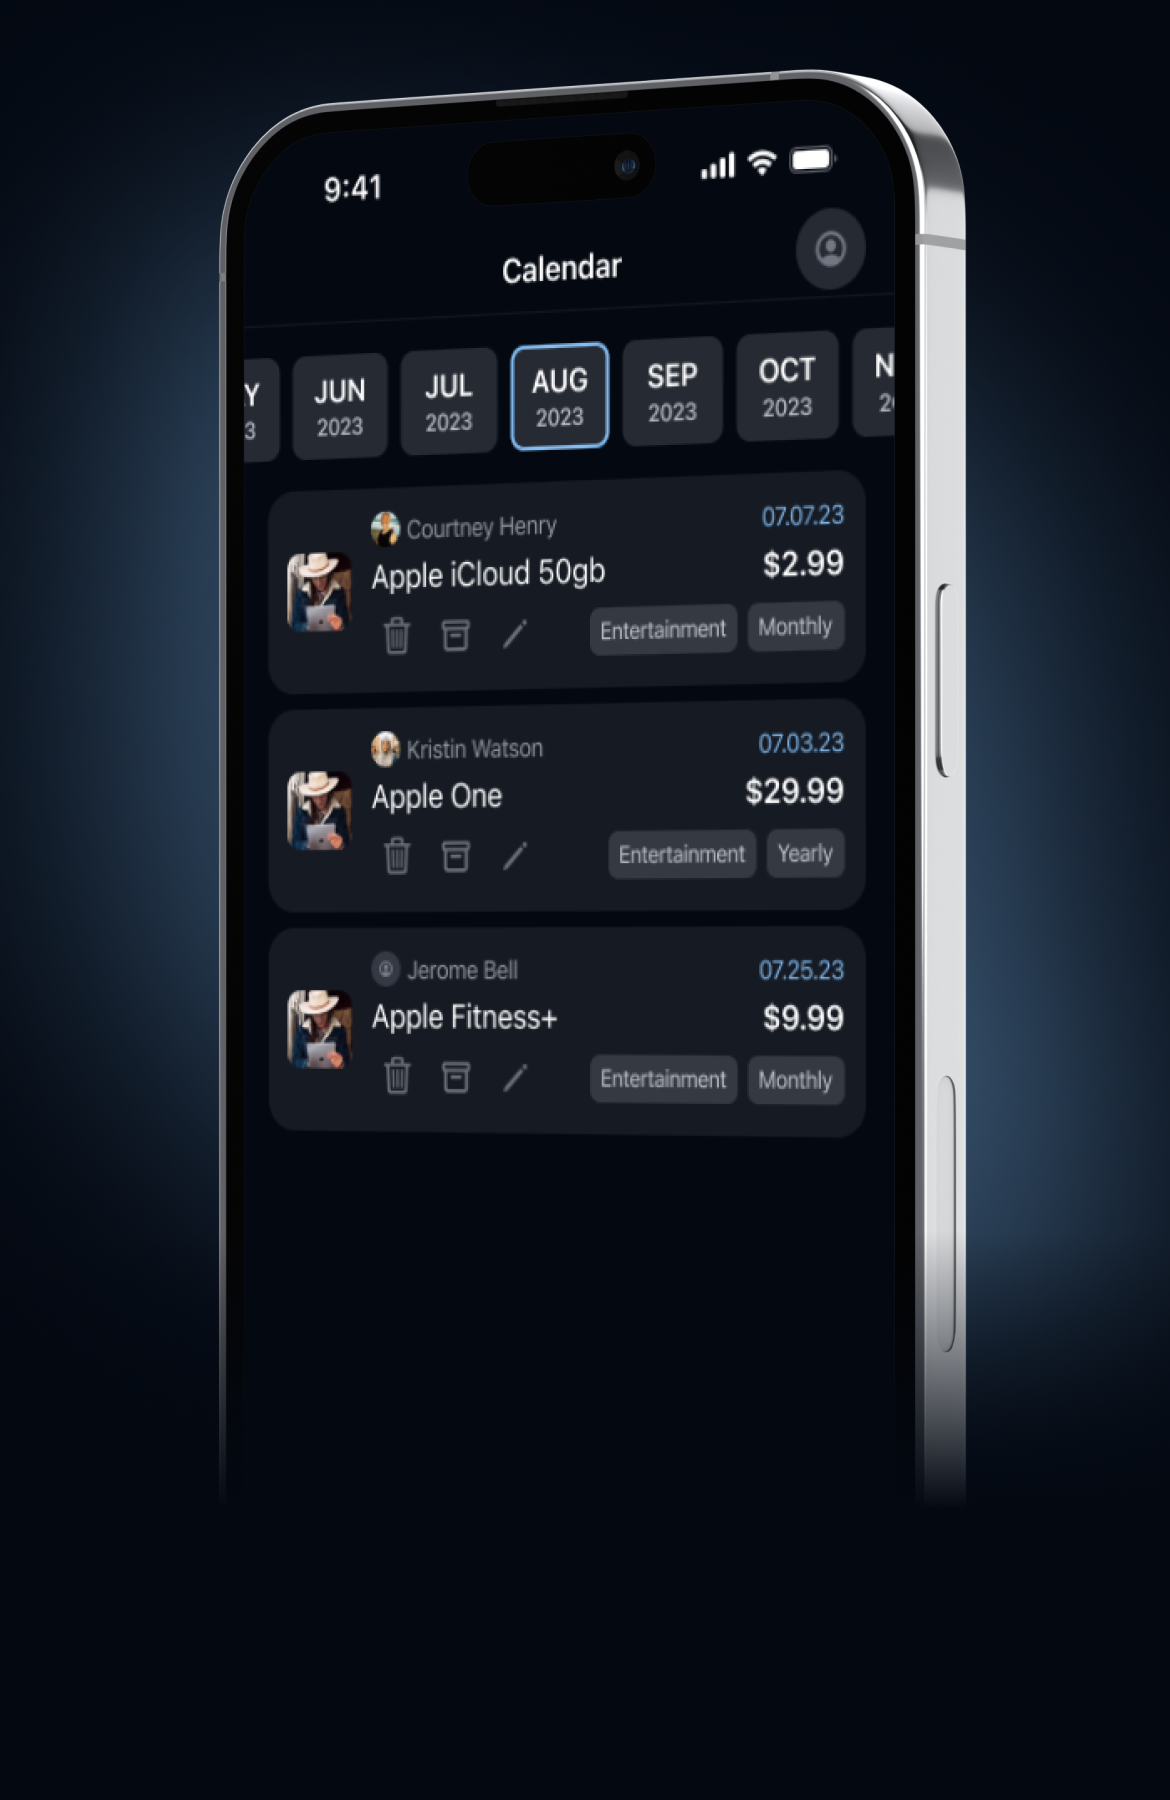 9:41
Calendar
Y JUN JUL AUG SEP OCT N
3 2023 2023 2023 2023 2023 2
Courtney Henry 07.07.23
Apple iCloud 50gb $2.99
Entertainment Monthly
Kristin Watson 07.03.23
Apple One $29.99
Entertainment Yearly
Jerome Bell 07.25.23
Apple Fitness+ $9.99
Entertainment Monthly